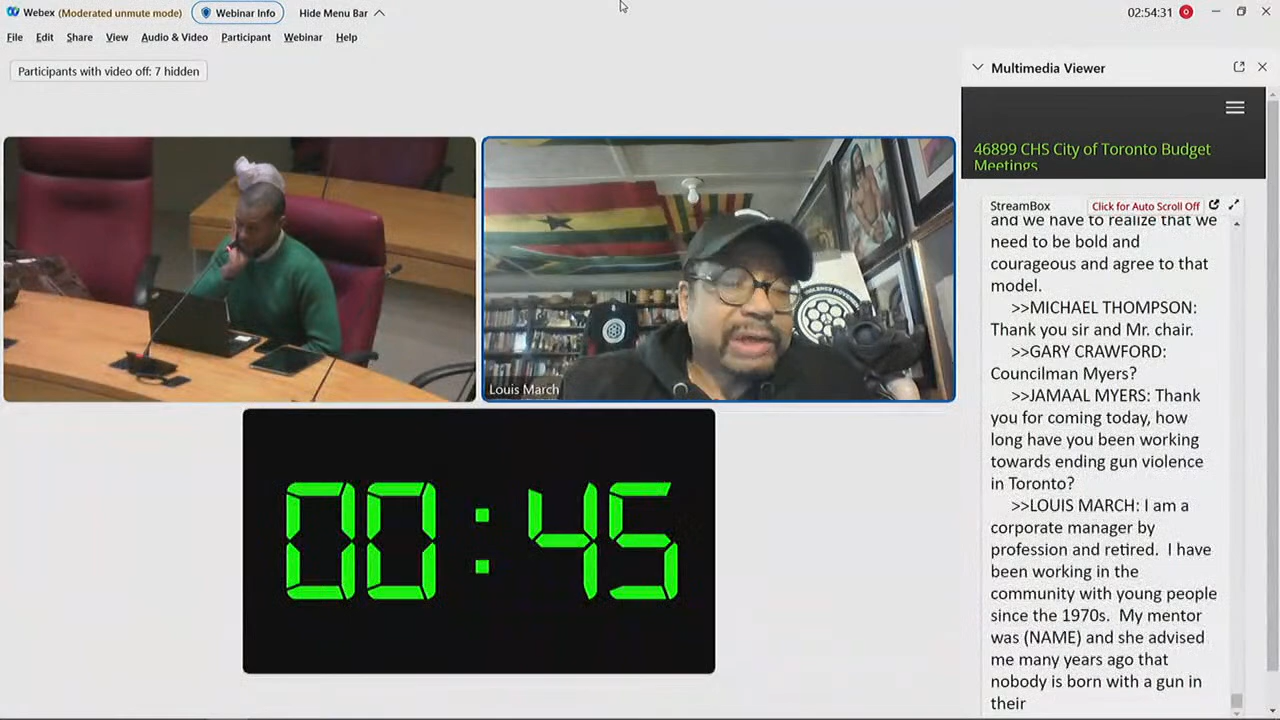 Webex (Moderated unmute mode) Webinar Info Hide Menu Bar 02:54:31
File Edit Share View Audio & Video Participant Webinar Help
Participants with video off: 7 hidden
Multimedia Viewer
46899 CHS City of Toronto Budget
Meetings
StreamBox Click for Auto Scroll Off
and we have to realize that we
need to be bold and
courageous and agree to that
model.
>>MICHAEL THOMPSON:
Thank you sir and Mr. chair.
>>GARY CRAWFORD:
Councilman Myers?
>>JAMAAL MYERS: Thank
you for coming today, how
long have you been working
towards ending gun violence
in Toronto?
>>LOUIS MARCH: I am a
corporate manager by
profession and retired. I have
been working in the
community with young people
since the 1970s. My mentor
was (NAME) and she advised
me many years ago that
nobody is born with a gun in
their
VIOLENCE MOVEMENT
Louis March
00:45